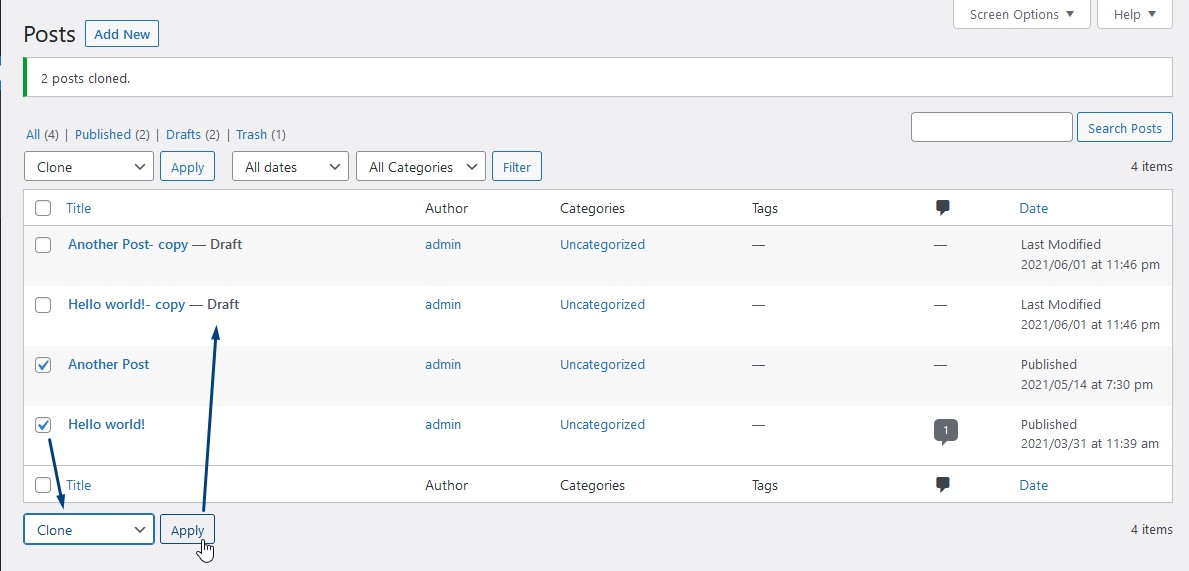 Screen Options Help
Posts Add New
2 posts cloned.
All (4) | Published (2) | Drafts (2) | Trash (1)
Search Posts
Clone Apply All dates All Categories Filter 4 items
Title Author Categories Tags Date
Another Post- copy — Draft admin Uncategorized — — Last Modified
2021/06/01 at 11:46 pm
Hello world!- copy — Draft admin Uncategorized — — Last Modified
2021/06/01 at 11:46 pm
Another Post admin Uncategorized — — Published
2021/05/14 at 7:30 pm
Hello world! admin Uncategorized — 1 Published
2021/03/31 at 11:39 am
Title Author Categories Tags Date
Clone Apply 4 items